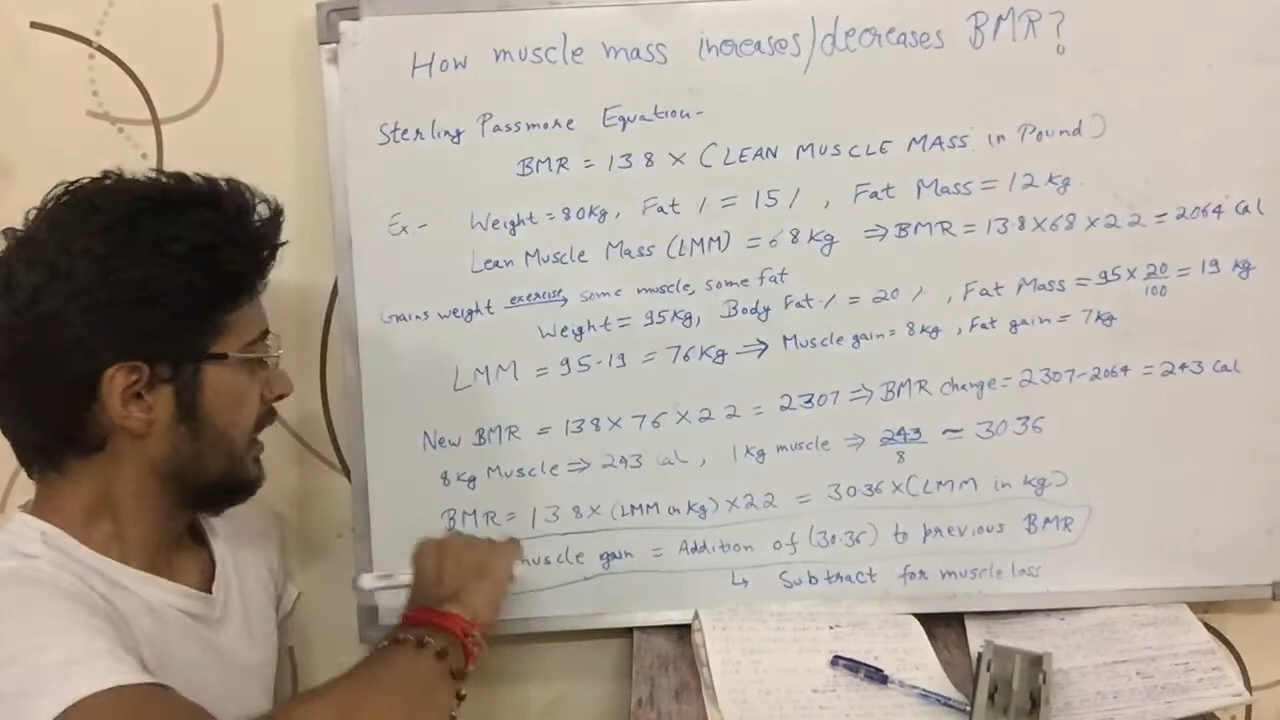 How muscle mass increases/decreases BMR?
Sterling Passmore Equation-
BMR = 13.8 × (LEAN MUSCLE MASS in Pound)
Ex.- Weight = 80Kg, Fat % = 15%, Fat Mass = 12 kg.
Lean Muscle Mass (LMM) = 68 Kg ⇒ BMR = 13.8×68×2.2 = 2064 Cal
Gains weight exercise→ some muscle, some fat
Weight = 95Kg, Body Fat % = 20 %, Fat Mass = 95 × 20/100 = 19 kg
LMM = 95-19 = 76 Kg ⇒ Muscle gain = 8kg, Fat gain = 7kg
New BMR = 13.8 × 76 × 2.2 = 2307 ⇒ BMR change = 2307-2064 = 243 Cal
8 Kg Muscle ⇒ 243 Cal, 1 Kg muscle ⇒ 243/8 ≃ 30.36
BMR = 13.8 × (LMM in Kg) × 2.2 = 30.36 × (LMM in kg)
muscle gain = Addition of (30.36) to previous BMR
↳ Subtract for muscle loss